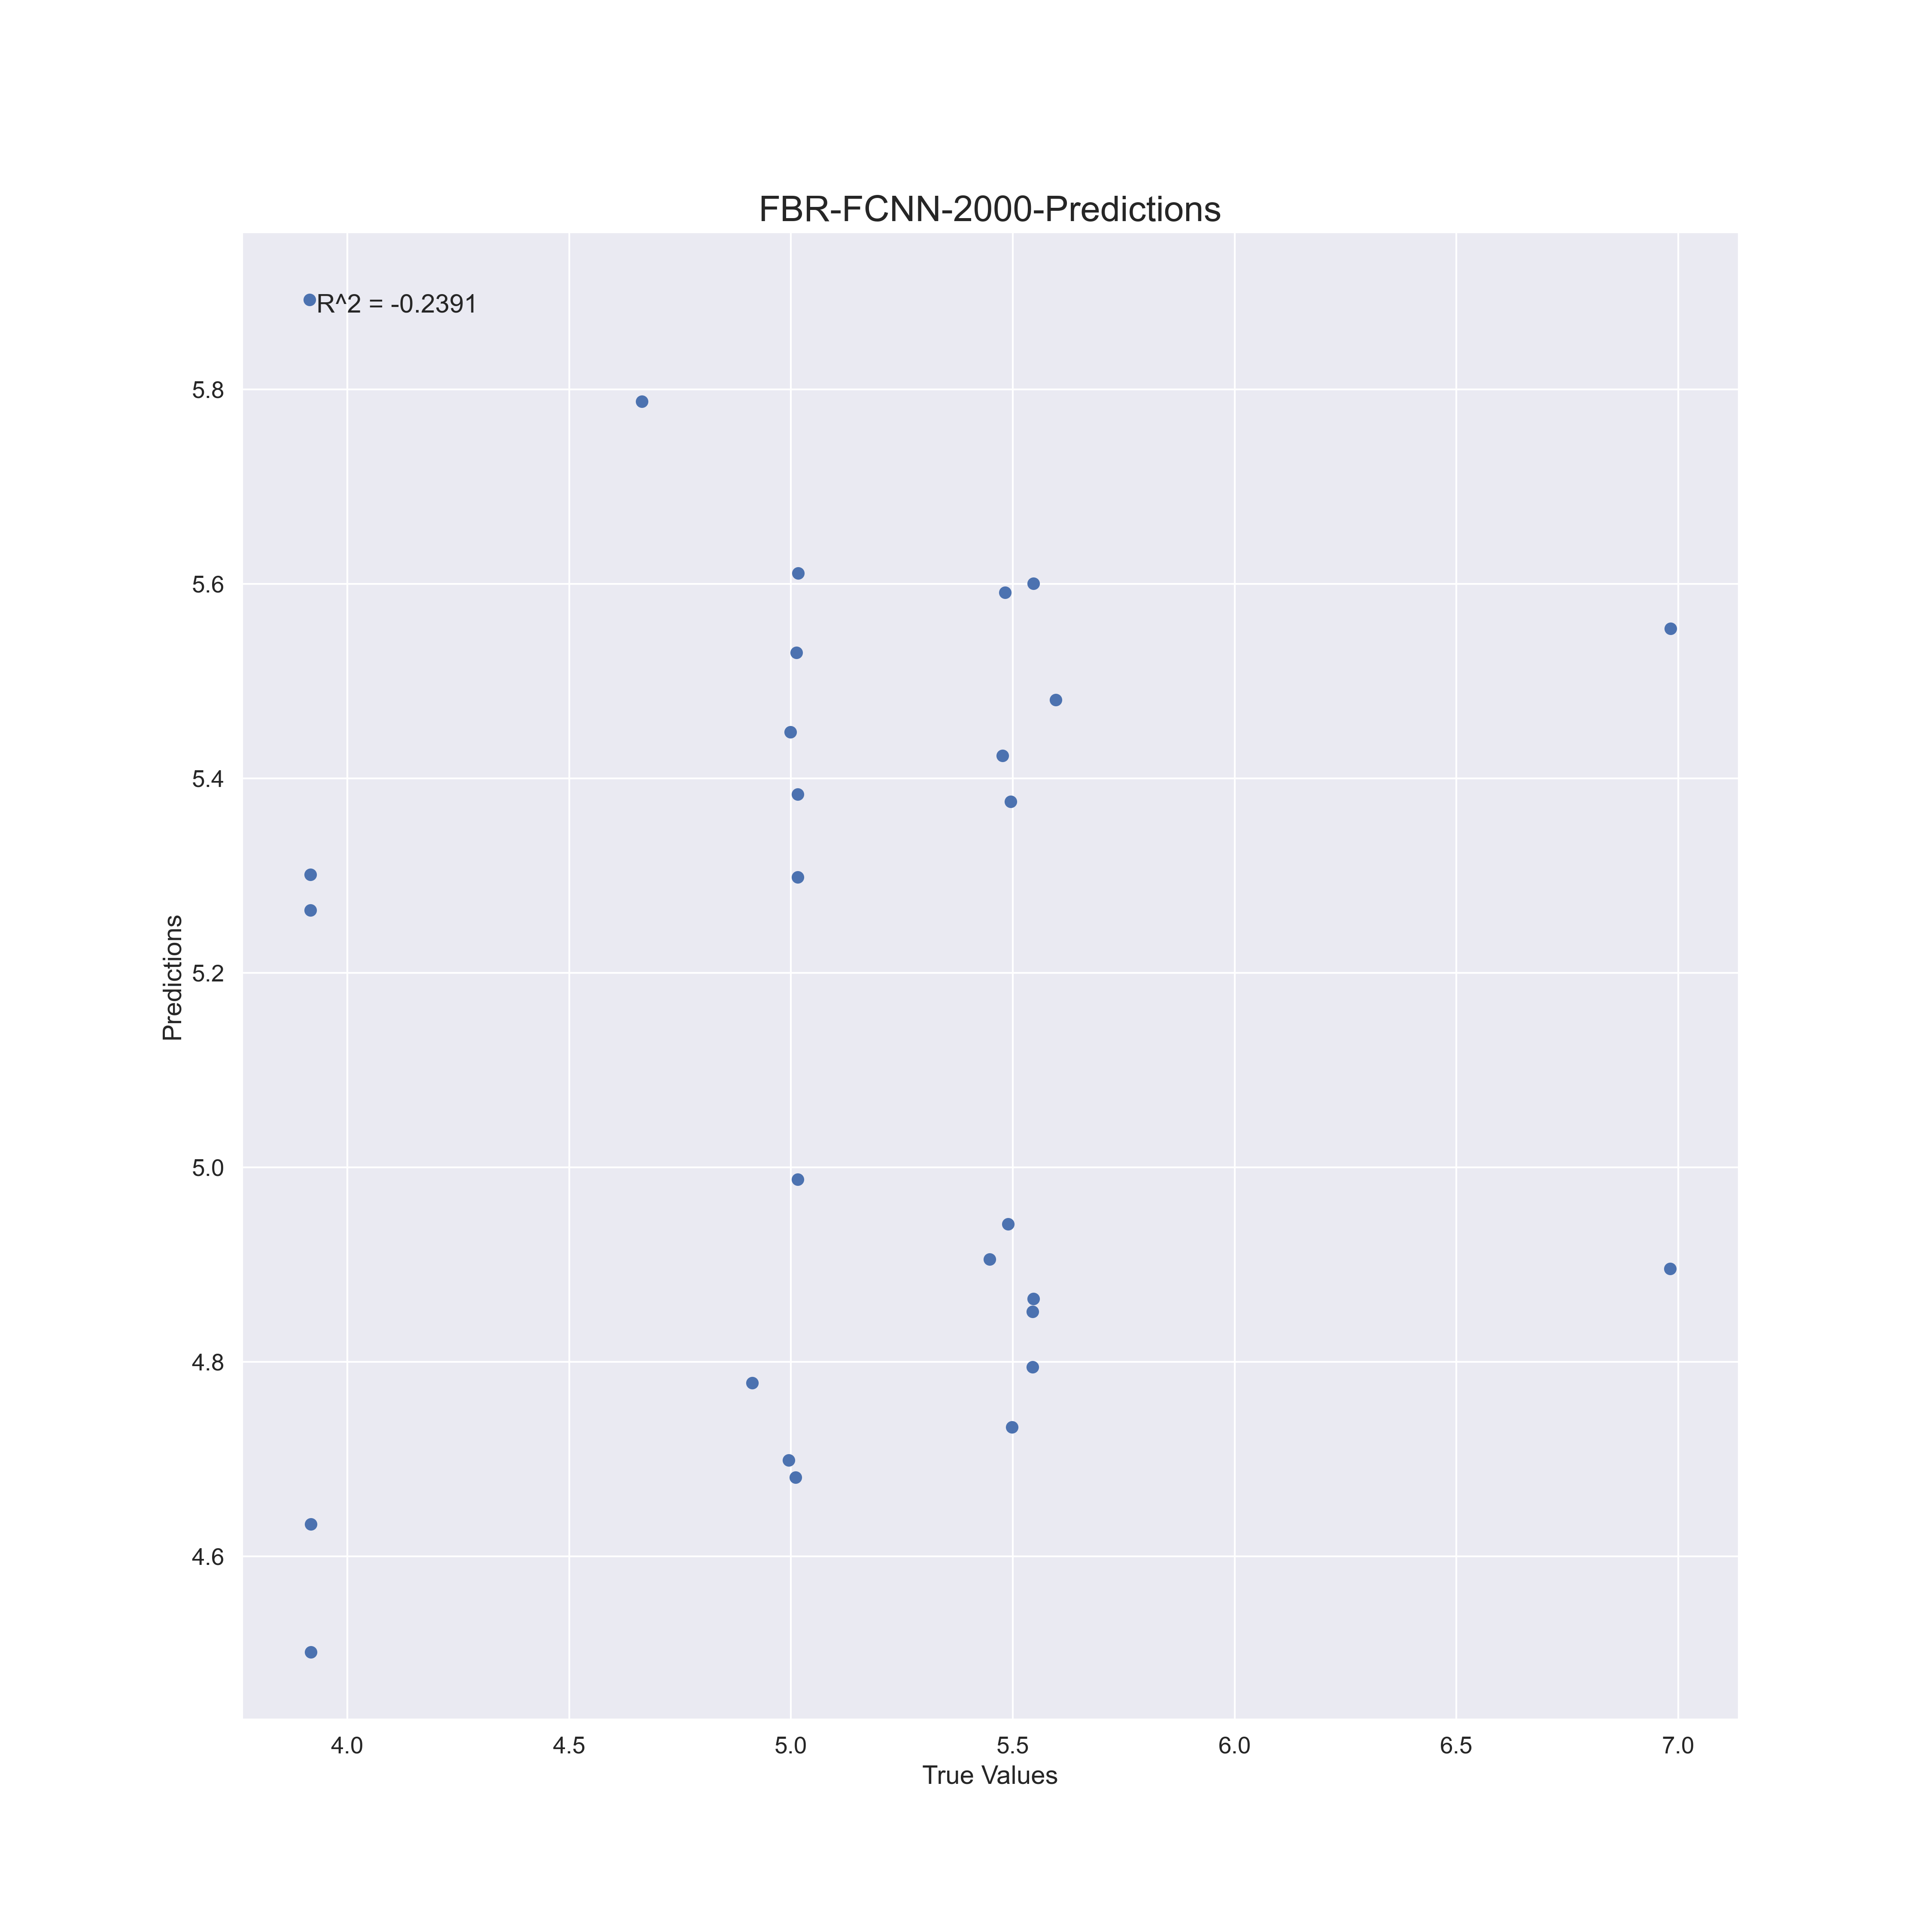 FBR-FCNN-2000-Predictions
R^2 = -0.2391
5.8
5.6
5.4
5.2
5.0
4.8
4.6
Predictions
4.0 4.5 5.0 5.5 6.0 6.5 7.0
True Values